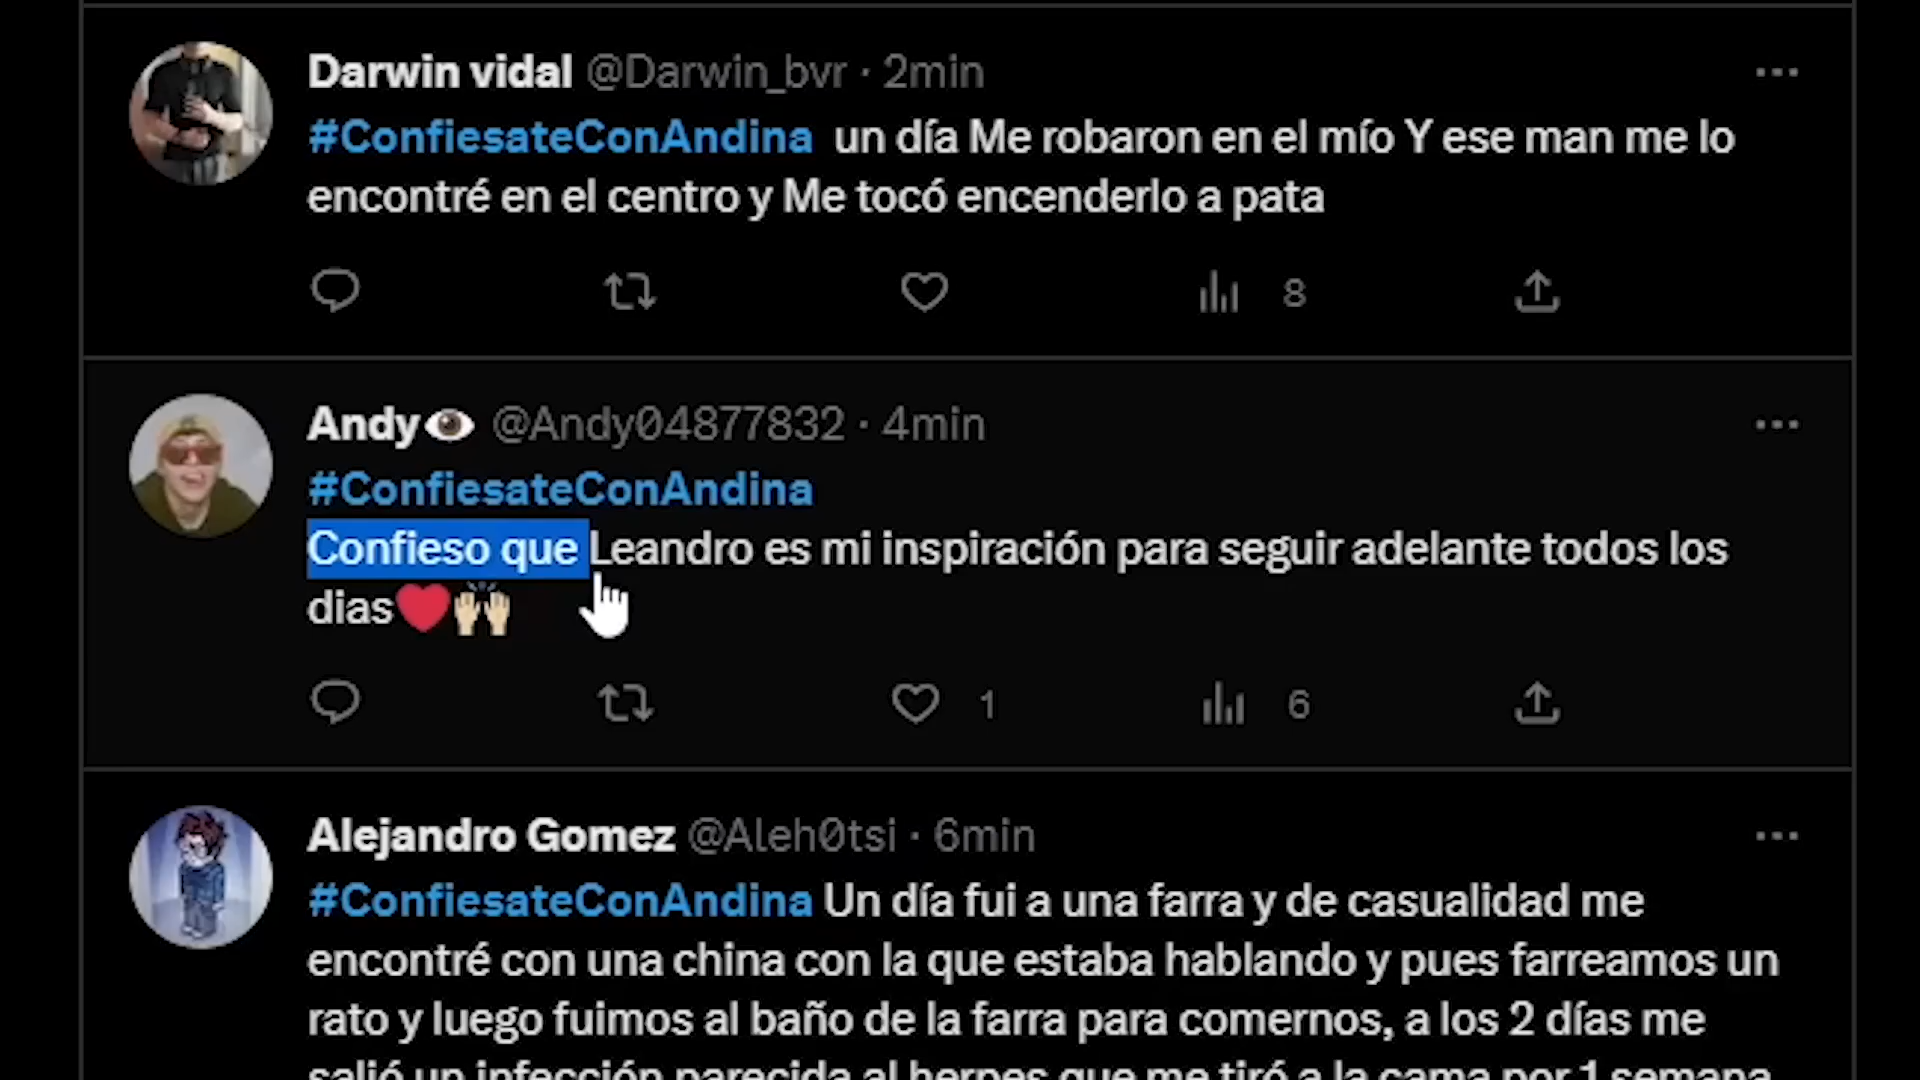 Darwin vidal @Darwin_bvr · 2min
#ConfiesateConAndina un día Me robaron en el mío Y ese man me lo
encontré en el centro y Me tocó encenderlo a pata
8
Andy👁 @Andy04877832 · 4min
#ConfiesateConAndina
Confieso que Leandro es mi inspiración para seguir adelante todos los
dias❤️🙌🏼
1 6
Alejandro Gomez @Aleh0tsi · 6min
#ConfiesateConAndina Un día fui a una farra y de casualidad me
encontré con una china con la que estaba hablando y pues farreamos un
rato y luego fuimos al baño de la farra para comernos, a los 2 días me
salió un infección parecida al herpes que me tiró a la cama por 1 semana